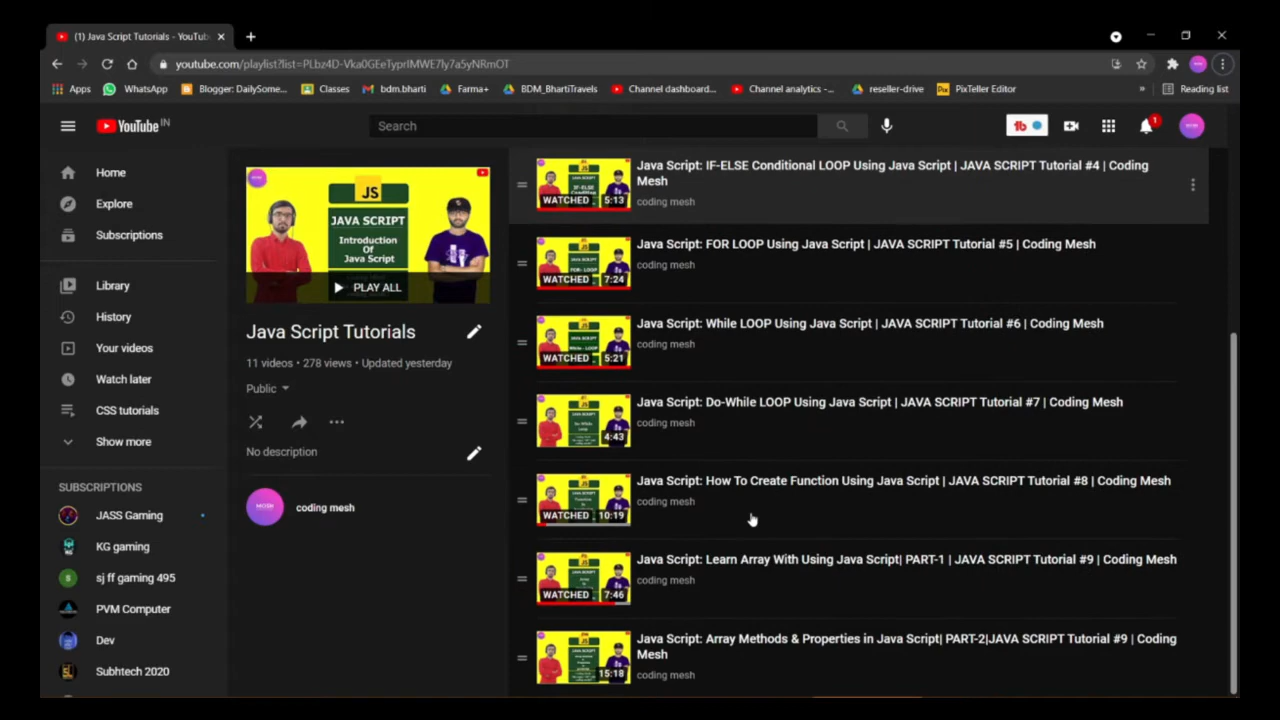 (1) Java Script Tutorials - YouTub
youtube.com/playlist?list=PLbz4D-Vka0GEeTyprIMWE7ly7a5yNRmOT
Apps WhatsApp Blogger: DailySome... Classes bdm.bharti Farma+ BDM_BhartiTravels Channel dashboard... Channel analytics -... reseller-drive Pix PixTeller Editor » Reading list
YouTube IN
Search
1
Home
Explore
Subscriptions
Library
History
Your videos
Watch later
CSS tutorials
Show more
SUBSCRIPTIONS
JASS Gaming
KG gaming
sj ff gaming 495
PVM Computer
Dev
Subhtech 2020
JS
JAVA SCRIPT
Introduction
Of
Java Script
PLAY ALL
Java Script Tutorials
11 videos • 278 views • Updated yesterday
Public
No description
coding mesh
Java Script: IF-ELSE Conditional LOOP Using Java Script | JAVA SCRIPT Tutorial #4 | Coding
Mesh
coding mesh
WATCHED 5:13
Java Script: FOR LOOP Using Java Script | JAVA SCRIPT Tutorial #5 | Coding Mesh
coding mesh
WATCHED 7:24
Java Script: While LOOP Using Java Script | JAVA SCRIPT Tutorial #6 | Coding Mesh
coding mesh
WATCHED 5:21
Java Script: Do-While LOOP Using Java Script | JAVA SCRIPT Tutorial #7 | Coding Mesh
coding mesh
4:43
Java Script: How To Create Function Using Java Script | JAVA SCRIPT Tutorial #8 | Coding Mesh
coding mesh
WATCHED 10:19
Java Script: Learn Array With Using Java Script| PART-1 | JAVA SCRIPT Tutorial #9 | Coding Mesh
coding mesh
WATCHED 7:46
Java Script: Array Methods & Properties in Java Script| PART-2|JAVA SCRIPT Tutorial #9 | Coding
Mesh
coding mesh
15:18